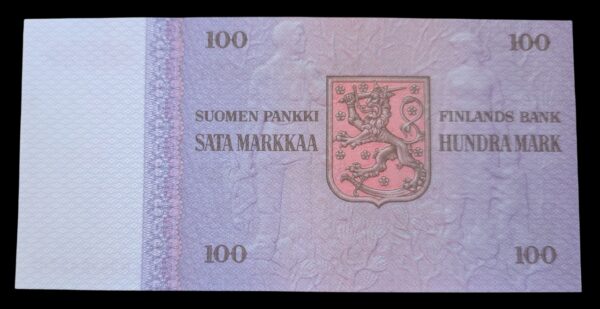 100 100
SUOMEN PANKKI FINLANDS BANK
SATA MARKKAA HUNDRA MARK
100 100